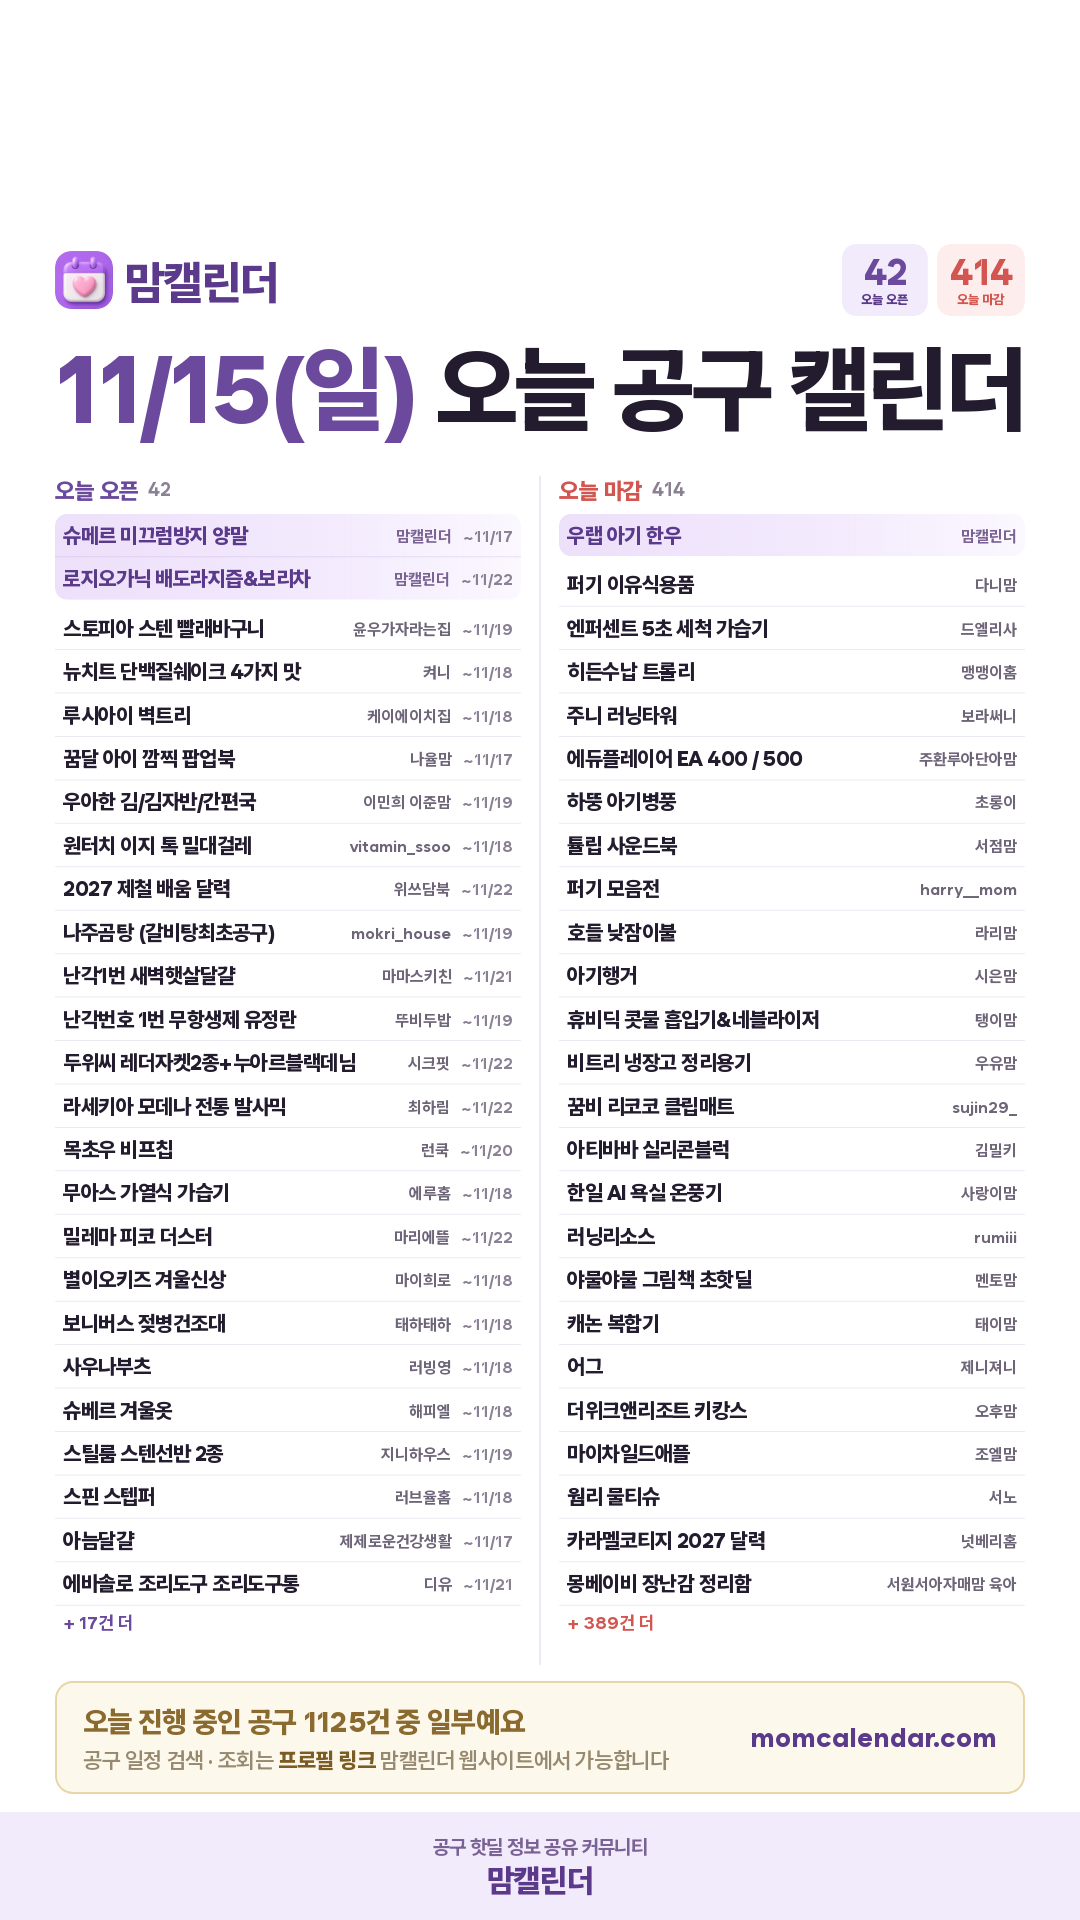 맘캘린더
42
오늘 오픈
414
오늘 마감
11/15(일) 오늘 공구 캘린더
오늘 오픈 42
슈메르 미끄럼방지 양말 맘캘린더 ~11/17
로지오가닉 배도라지즙&보리차 맘캘린더 ~11/22
스토피아 스텐 빨래바구니 윤우가자라는집 ~11/19
뉴치트 단백질쉐이크 4가지 맛 켜니 ~11/18
루시아이 벽트리 케이에이치집 ~11/18
꿈달 아이 깜찍 팝업북 나율맘 ~11/17
우아한 김/김자반/간편국 이민희 이준맘 ~11/19
원터치 이지 톡 밀대걸레 vitamin_ssoo ~11/18
2027 제철 배움 달력 위쓰담북 ~11/22
나주곰탕 (갈비탕최초공구) mokri_house ~11/19
난각1번 새벽햇살달걀 마마스키친 ~11/21
난각번호 1번 무항생제 유정란 뚜비두밥 ~11/19
두위씨 레더자켓2종+누아르블랙데님 시크핏 ~11/22
라세키아 모데나 전통 발사믹 최하림 ~11/22
목초우 비프칩 런쿡 ~11/20
무아스 가열식 가습기 에루홈 ~11/18
밀레마 피코 더스터 마리에뜰 ~11/22
별이오키즈 겨울신상 마이희로 ~11/18
보니버스 젖병건조대 태하태하 ~11/18
사우나부츠 러빙영 ~11/18
슈베르 겨울옷 해피엘 ~11/18
스틸룸 스텐선반 2종 지니하우스 ~11/19
스핀 스텝퍼 러브율홈 ~11/18
아늠달걀 제제로운건강생활 ~11/17
에바솔로 조리도구 조리도구통 디유 ~11/21
+ 17건 더
오늘 마감 414
우랩 아기 한우 맘캘린더
퍼기 이유식용품 다니맘
엔퍼센트 5초 세척 가습기 드엘리사
히든수납 트롤리 맹맹이홈
주니 러닝타워 보라써니
에듀플레이어 EA 400 / 500 주환루아단아맘
하뚱 아기병풍 초롱이
튤립 사운드북 서점맘
퍼기 모음전 harry__mom
호들 낮잠이불 라리맘
아기행거 시은맘
휴비딕 콧물 흡입기&네블라이저 탱이맘
비트리 냉장고 정리용기 우유맘
꿈비 리코코 클립매트 sujin29_
아티바바 실리콘블럭 김밀키
한일 AI 욕실 온풍기 사랑이맘
러닝리소스 rumiii
야물야물 그림책 초핫딜 멘토맘
캐논 복합기 태이맘
어그 제니져니
더위크앤리조트 키캉스 오후맘
마이차일드애플 조엘맘
웜리 물티슈 서노
카라멜코티지 2027 달력 넛베리홈
몽베이비 장난감 정리함 서원서아자매맘 육아
+ 389건 더
오늘 진행 중인 공구 1125건 중 일부예요
공구 일정 검색 · 조회는 프로필 링크 맘캘린더 웹사이트에서 가능합니다
momcalendar.com
공구 핫딜 정보 공유 커뮤니티
맘캘린더